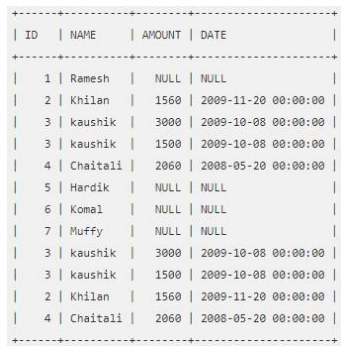 +------+----------+--------+---------------------+
| ID | NAME | AMOUNT | DATE |
+------+----------+--------+---------------------+
| 1 | Ramesh | NULL | NULL |
| 2 | Khilan | 1560 | 2009-11-20 00:00:00 |
| 3 | kaushik | 3000 | 2009-10-08 00:00:00 |
| 3 | kaushik | 1500 | 2009-10-08 00:00:00 |
| 4 | Chaitali | 2060 | 2008-05-20 00:00:00 |
| 5 | Hardik | NULL | NULL |
| 6 | Komal | NULL | NULL |
| 7 | Muffy | NULL | NULL |
| 3 | kaushik | 3000 | 2009-10-08 00:00:00 |
| 3 | kaushik | 1500 | 2009-10-08 00:00:00 |
| 2 | Khilan | 1560 | 2009-11-20 00:00:00 |
| 4 | Chaitali | 2060 | 2008-05-20 00:00:00 |
+------+----------+--------+---------------------+